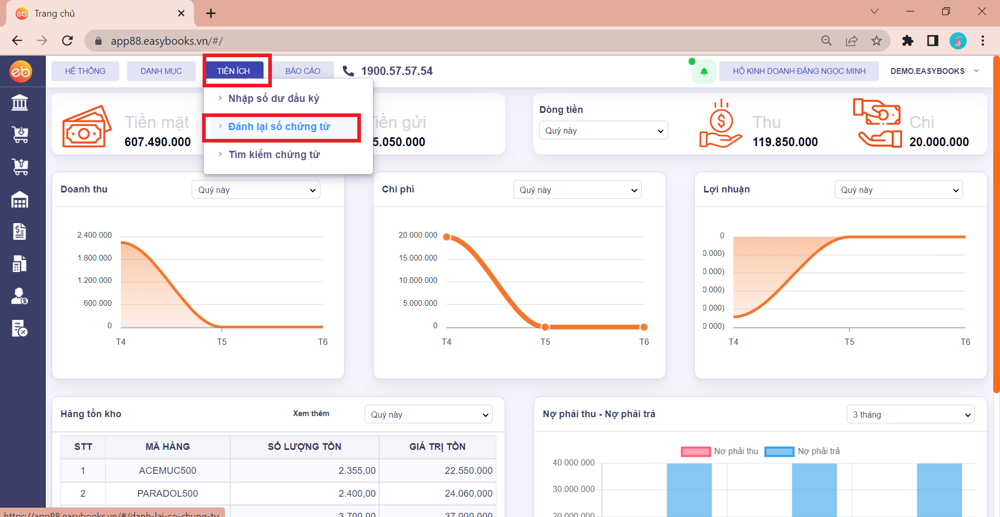 Trang chủ
app88.easybooks.vn/#/
eb
HỆ THỐNG
DANH MỤC
TIỆN ÍCH
BÁO CÁO
1900.57.57.54
HỘ KINH DOANH ĐẶNG NGỌC MINH
DEMO.EASYBOOKS
Nhập số dư đầu kỳ
Đánh lại số chứng từ
Tìm kiếm chứng từ
Tiền mặt
607.490.000
Tiền gửi
5.050.000
Dòng tiền
Quý này
Thu
119.850.000
Chi
20.000.000
Doanh thu
Quý này
2.400.000
1.800.000
1.200.000
600.000
0
T4 T5 T6
Chi phí
Quý này
20.000.000
15.000.000
10.000.000
5.000.000
0
T4 T5 T6
Lợi nhuận
Quý này
0
0.000)
0.000)
0.000)
0.000)
0.000)
T4 T5 T6
Hàng tồn kho
Xem thêm
Quý này
STT MÃ HÀNG SỐ LƯỢNG TỒN GIÁ TRỊ TỒN
1 ACEMUC500 2.355,00 22.550.000
2 PARADOL500 2.400,00 24.060.000
3.700,00 37.000.000
Nợ phải thu - Nợ phải trả
3 tháng
Nợ phải thu Nợ phải trả
40.000.000
30.000.000
20.000.000
https://app88.easybooks.vn/#/danh-lai-so-chung-tu